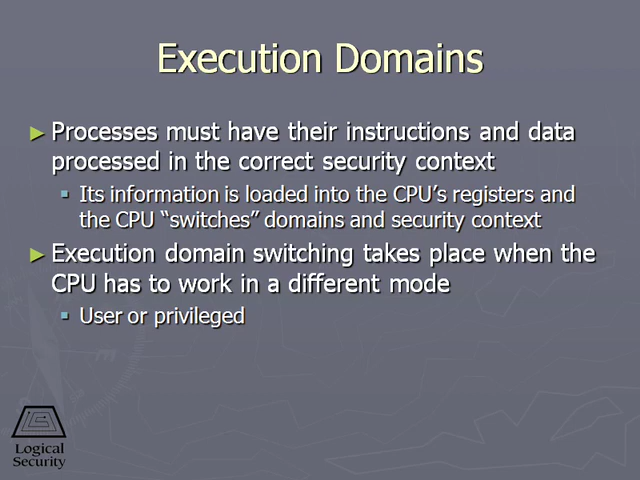 Execution Domains
► Processes must have their instructions and data
processed in the correct security context
▪ Its information is loaded into the CPU’s registers and
the CPU “switches” domains and security context
► Execution domain switching takes place when the
CPU has to work in a different mode
▪ User or privileged
Logical
Security